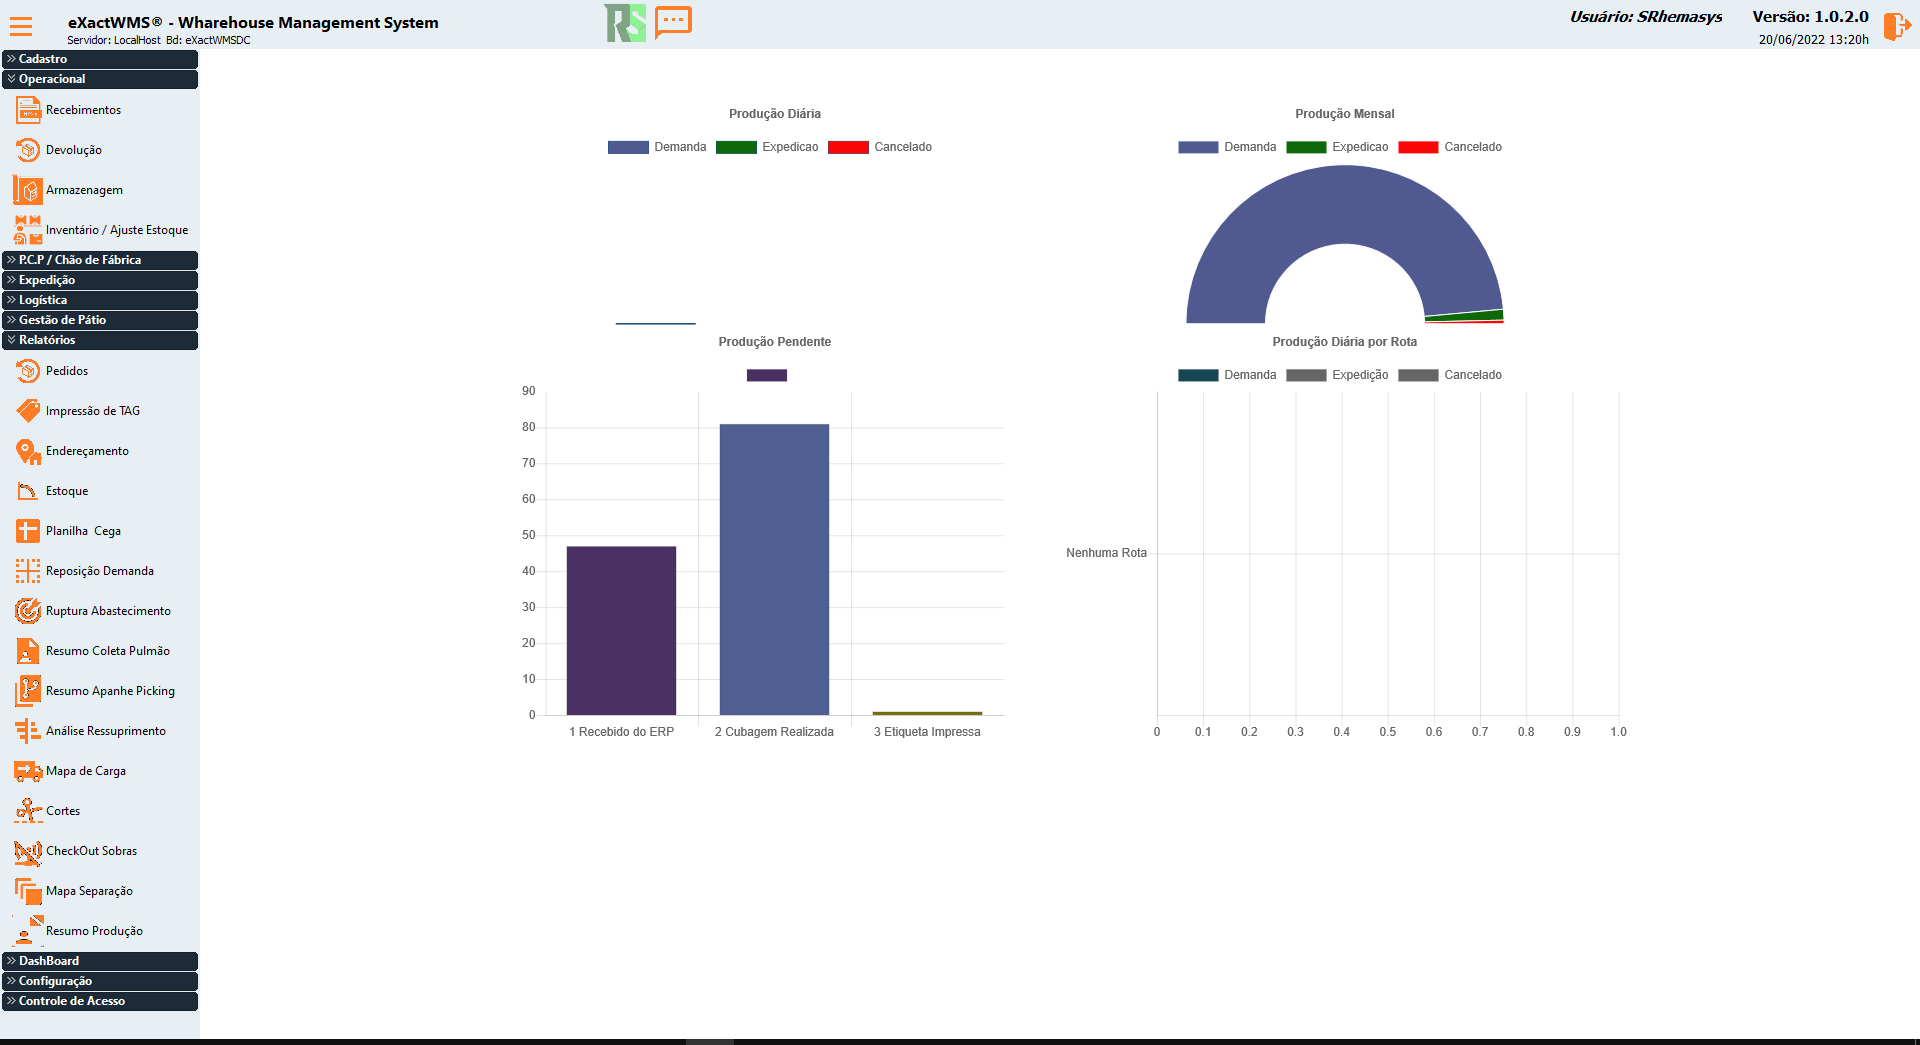 eXactWMS® - Wharehouse Management System
Servidor: LocalHost  Bd: eXactWMSDC
RS
Usuário: SRhemasys
Versão: 1.0.2.0
20/06/2022 13:20h
Cadastro
Operacional
Recebimentos
Devolução
Armazenagem
Inventário / Ajuste Estoque
P.C.P / Chão de Fábrica
Expedição
Logística
Gestão de Pátio
Relatórios
Pedidos
Impressão de TAG
Endereçamento
Estoque
Planilha  Cega
Reposição Demanda
Ruptura Abastecimento
Resumo Coleta Pulmão
Resumo Apanhe Picking
Análise Ressuprimento
Mapa de Carga
Cortes
CheckOut Sobras
Mapa Separação
Resumo Produção
DashBoard
Configuração
Controle de Acesso
Produção Diária
Demanda Expedicao Cancelado
Produção Mensal
Demanda Expedicao Cancelado
Produção Pendente
90
80
70
60
50
40
30
20
10
0
1 Recebido do ERP 2 Cubagem Realizada 3 Etiqueta Impressa
Produção Diária por Rota
Demanda Expedição Cancelado
Nenhuma Rota
0 0.1 0.2 0.3 0.4 0.5 0.6 0.7 0.8 0.9 1.0